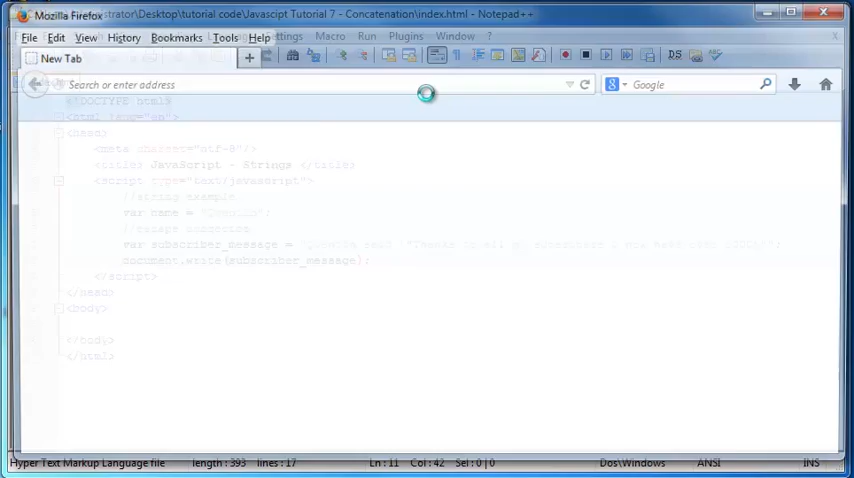 Mozilla Firefox
istrator\Desktop\tutorial code\Javascipt Tutorial 7 - Concatenation\index.html - Notepad++
File Edit View History Bookmarks Tools Help
ttings Macro Run Plugins Window ? X
New Tab
Search or enter address
Google
<!DOCTYPE html>
<html lang="en">
<head>
<meta charset="utf-8"/>
<title> JavaScript - Strings </title>
<script type="text/javascript">
//string example
var name =
//escape
var subscriber_message =
document.write(subscriber_message);
</script>
</head>
<body>
</body>
</html>
Hyper Text Markup Language file length : 393 lines : 17 Ln : 11 Col : 42 Sel : 0 | 0 Dos\Windows ANSI INS